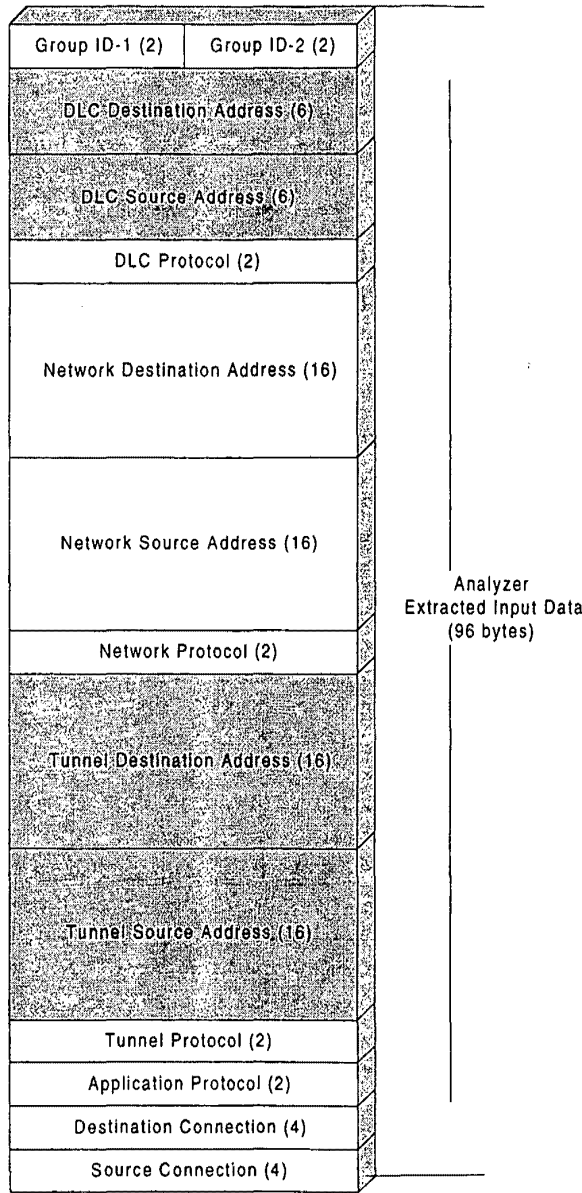 Group ID-1 (2) Group ID-2 (2)
DLC Destination Address (6)
DLC Source Address (6)
DLC Protocol (2)
Network Destination Address (16)
Network Source Address (16)
Network Protocol (2)
Tunnel Destination Address (16)
Tunnel Source Address (16)
Tunnel Protocol (2)
Application Protocol (2)
Destination Connection (4)
Source Connection (4)
Analyzer
Extracted Input Data
(96 bytes)